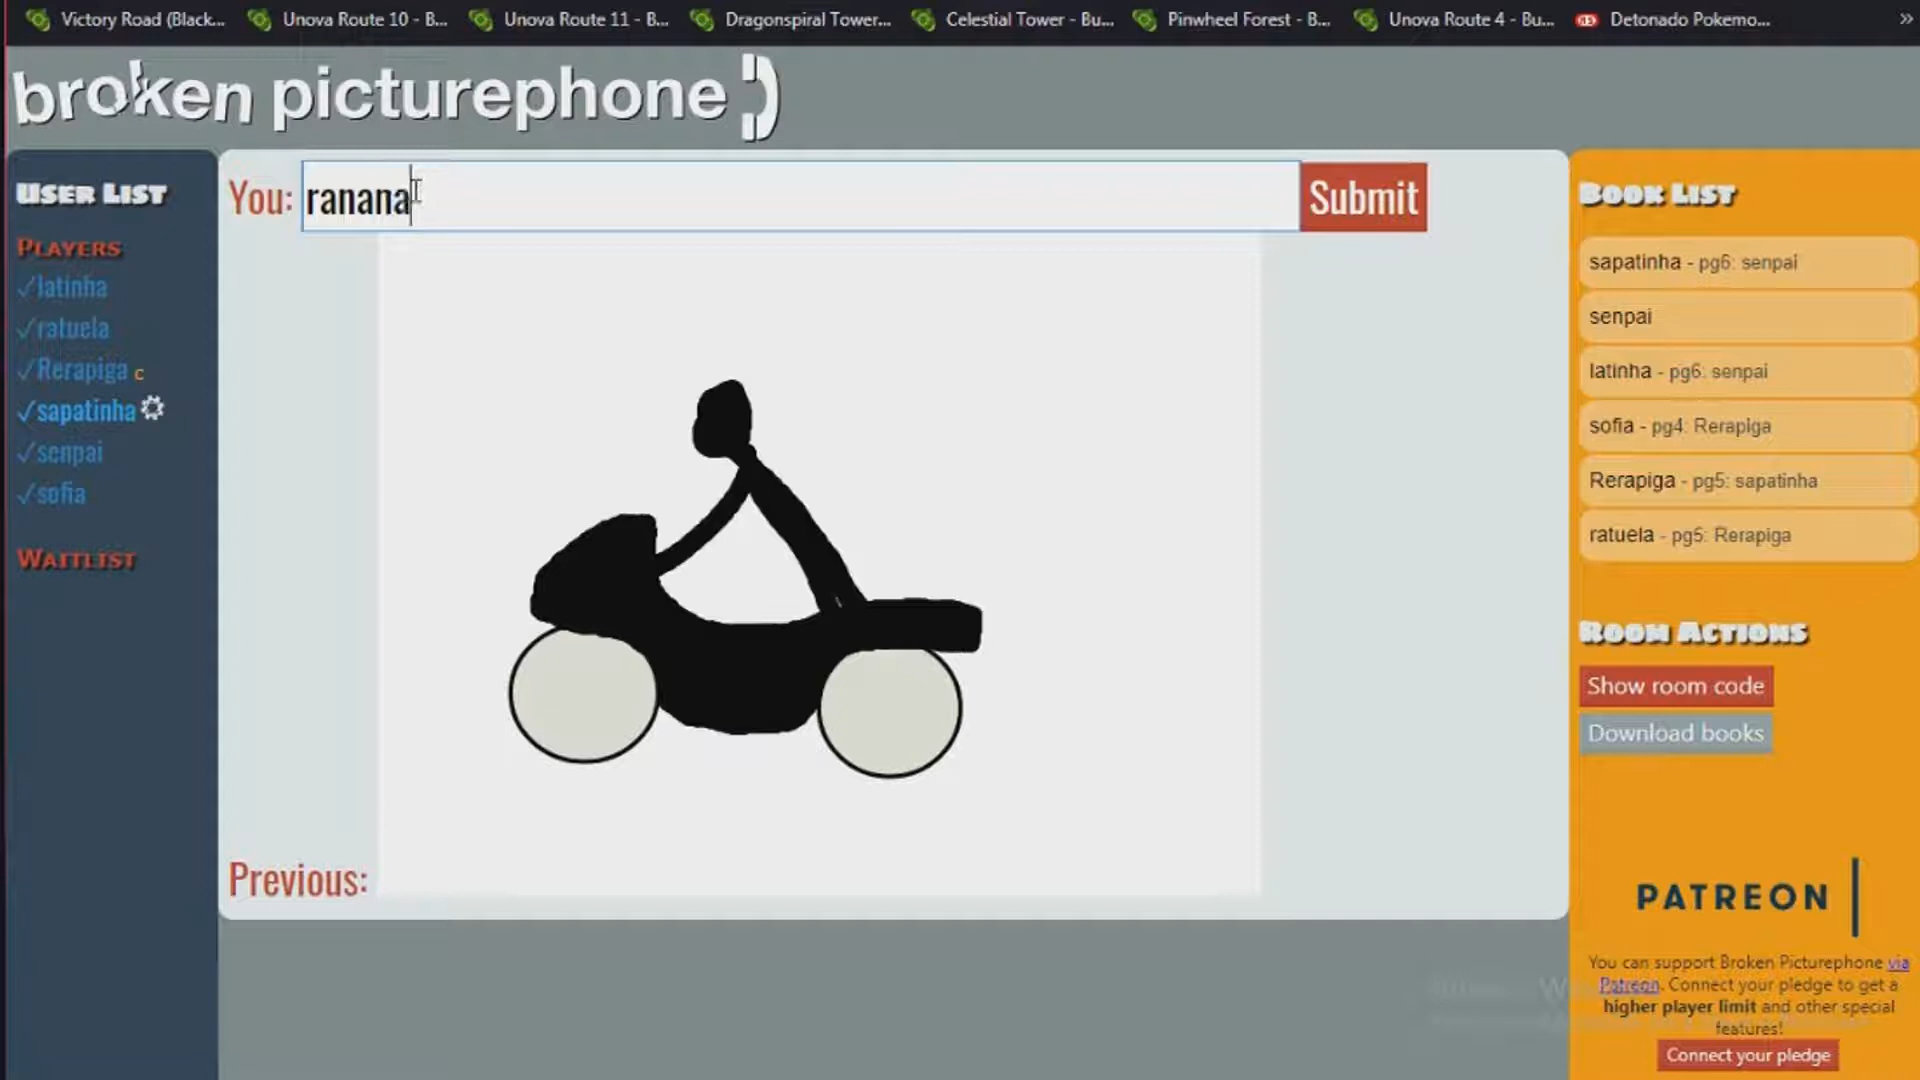 Victory Road (Black... Unova Route 10 - B... Unova Route 11 - B... Dragonspiral Tower... Celestial Tower - Bu... Pinwheel Forest - B... Unova Route 4 - Bu... Detonado Pokemo... »
broken picturephone
User List
Players
✓latinha
✓ratuela
✓Rerapiga c
✓sapatinha
✓senpai
✓sofia
Waitlist
You: ranana Submit
Previous:
Book List
sapatinha - pg6: senpai
senpai
latinha - pg6: senpai
sofia - pg4: Rerapiga
Rerapiga - pg5: sapatinha
ratuela - pg5: Rerapiga
Room Actions
Show room code
Download books
PATREON
You can support Broken Picturephone via
Patreon. Connect your pledge to get a
higher player limit and other special
features!
Connect your pledge